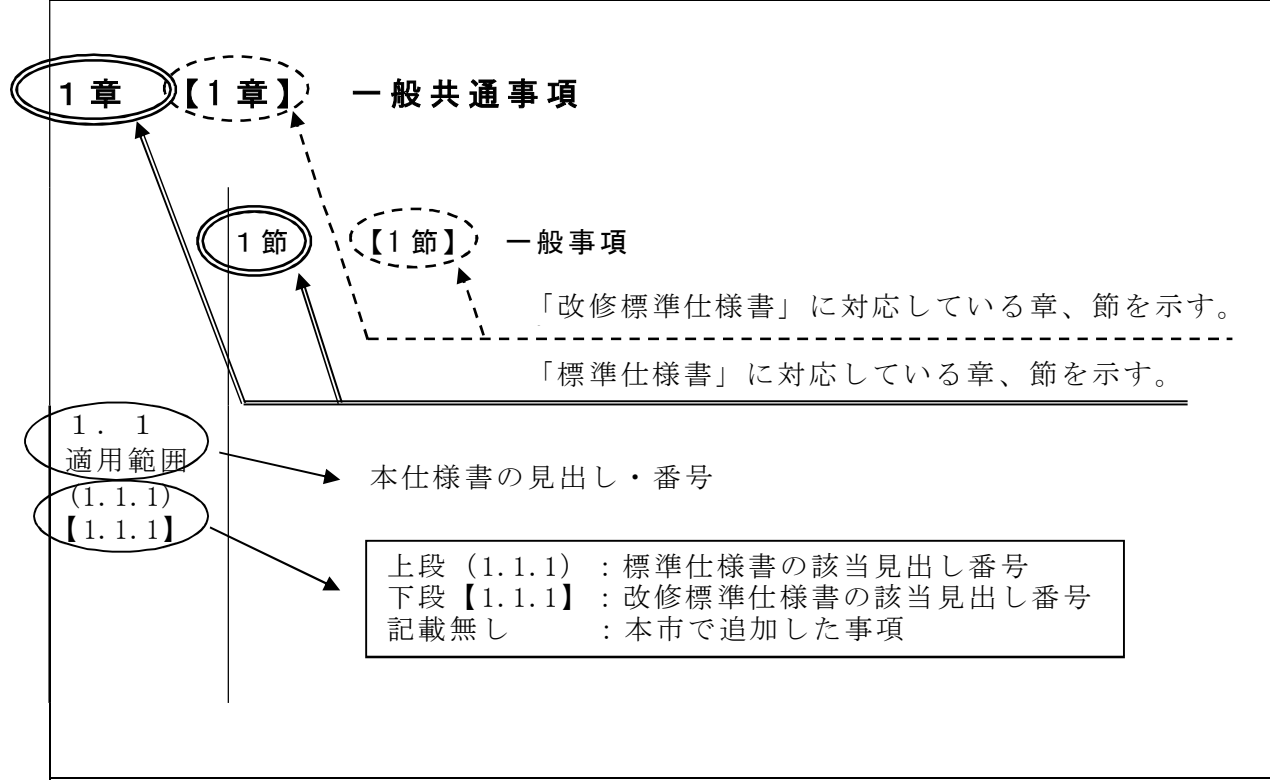 １章 【１章】 一般共通事項
１節 【１節】 一般事項
「改修標準仕様書」に対応している章、節を示す。
「標準仕様書」に対応している章、節を示す。
１．１
適用範囲
(1.1.1)
【1.1.1】
本仕様書の見出し・番号
上段（1.1.1）：標準仕様書の該当見出し番号
下段【1.1.1】：改修標準仕様書の該当見出し番号
記載無し　　：本市で追加した事項